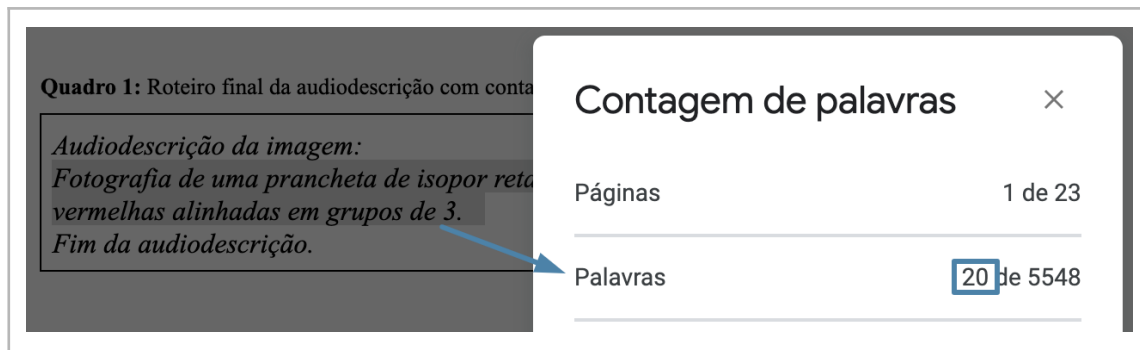 Quadro 1: Roteiro final da audiodescrição com conta
Audiodescrição da imagem:
Fotografia de uma prancheta de isopor reta
vermelhas alinhadas em grupos de 3.
Fim da audiodescrição.
Contagem de palavras
Páginas 1 de 23
Palavras 20 de 5548